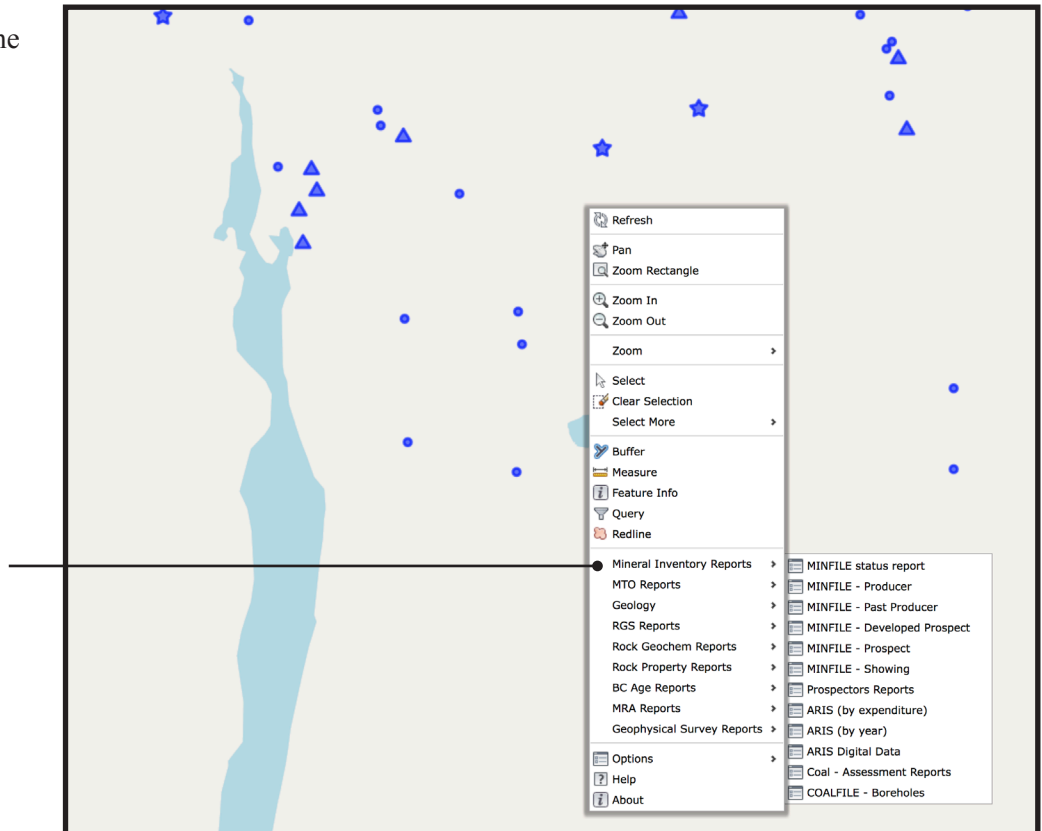 ne
Refresh
Pan
Zoom Rectangle
Zoom In
Zoom Out
Zoom
Select
Clear Selection
Select More
Buffer
Measure
Feature Info
Query
Redline
Mineral Inventory Reports
MTO Reports
Geology
RGS Reports
Rock Geochem Reports
Rock Property Reports
BC Age Reports
MRA Reports
Geophysical Survey Reports
Options
Help
About
MINFILE status report
MINFILE - Producer
MINFILE - Past Producer
MINFILE - Developed Prospect
MINFILE - Prospect
MINFILE - Showing
Prospectors Reports
ARIS (by expenditure)
ARIS (by year)
ARIS Digital Data
Coal - Assessment Reports
COALFILE - Boreholes